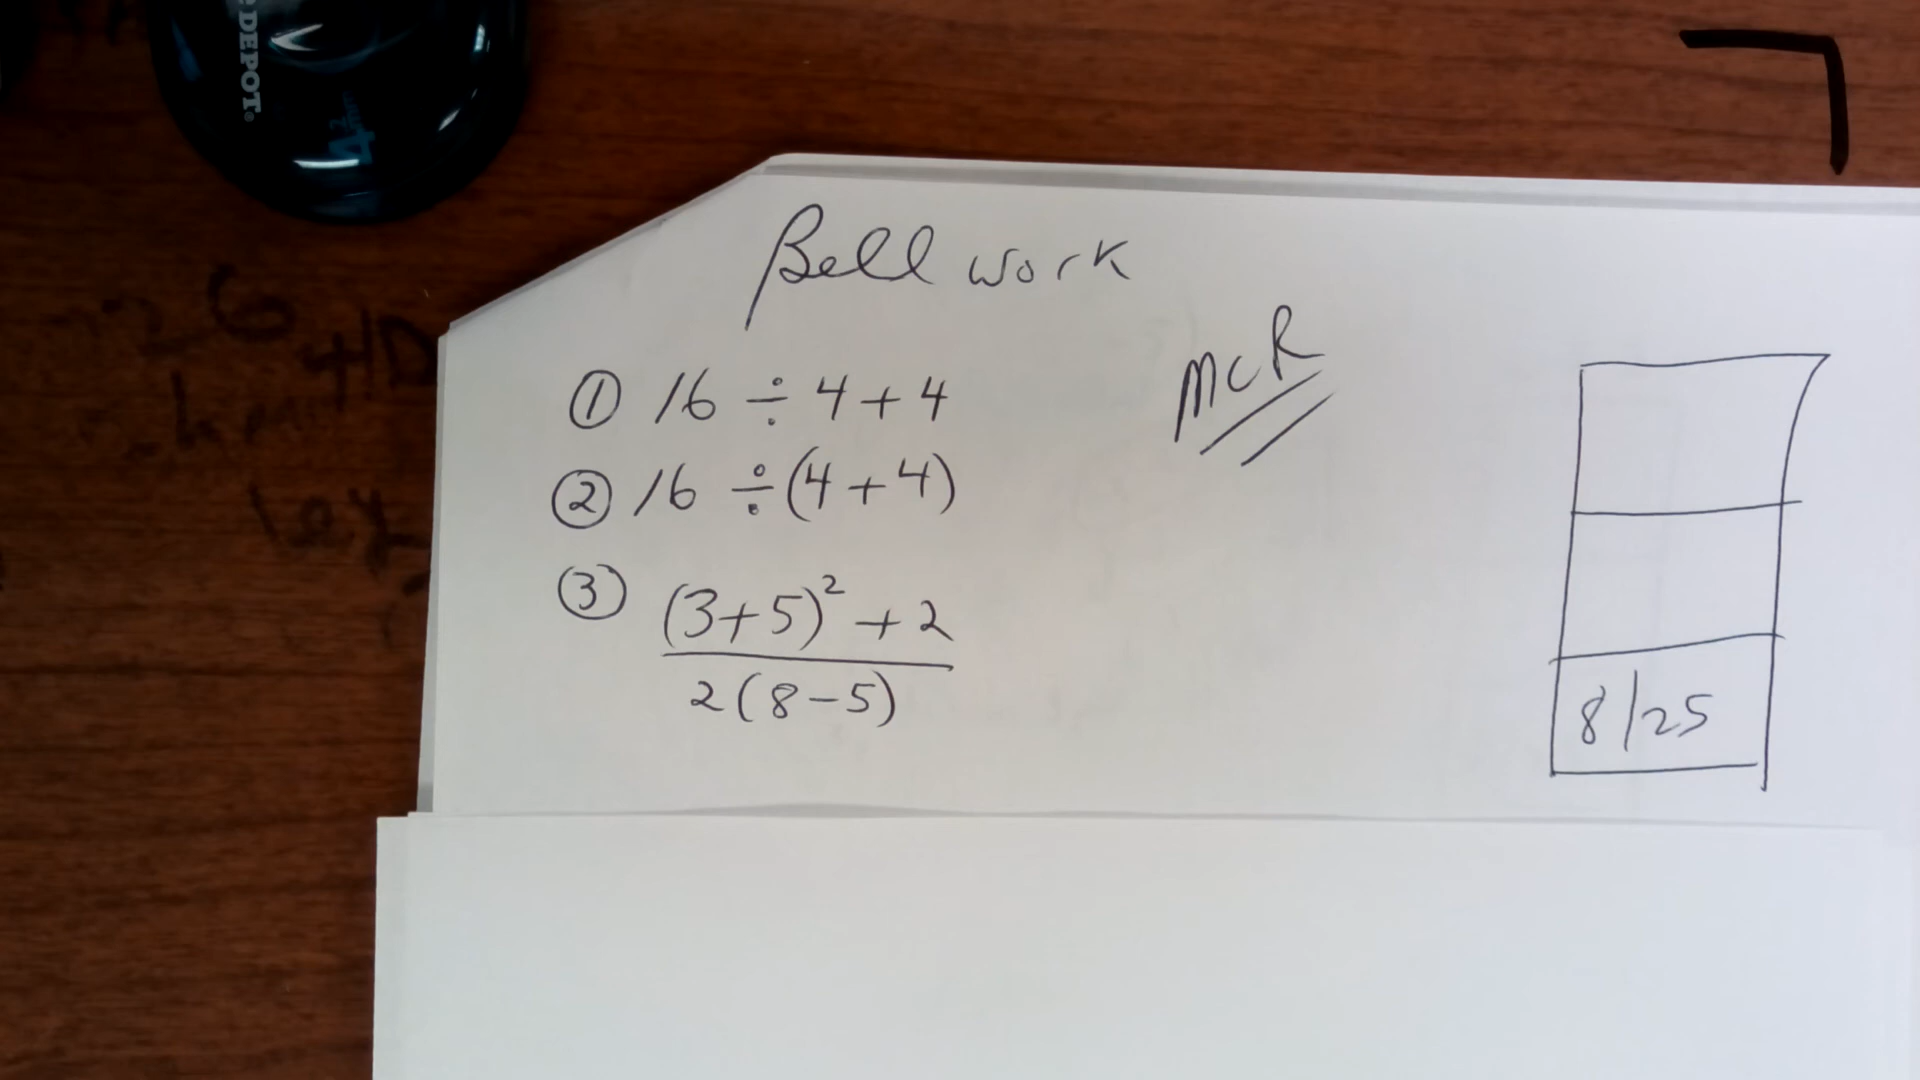 DEPOT
Bell work
① 16 ÷ 4 + 4
② 16 ÷ (4 + 4)
③ (3+5)² + 2
2(8-5)
MCR
8/25